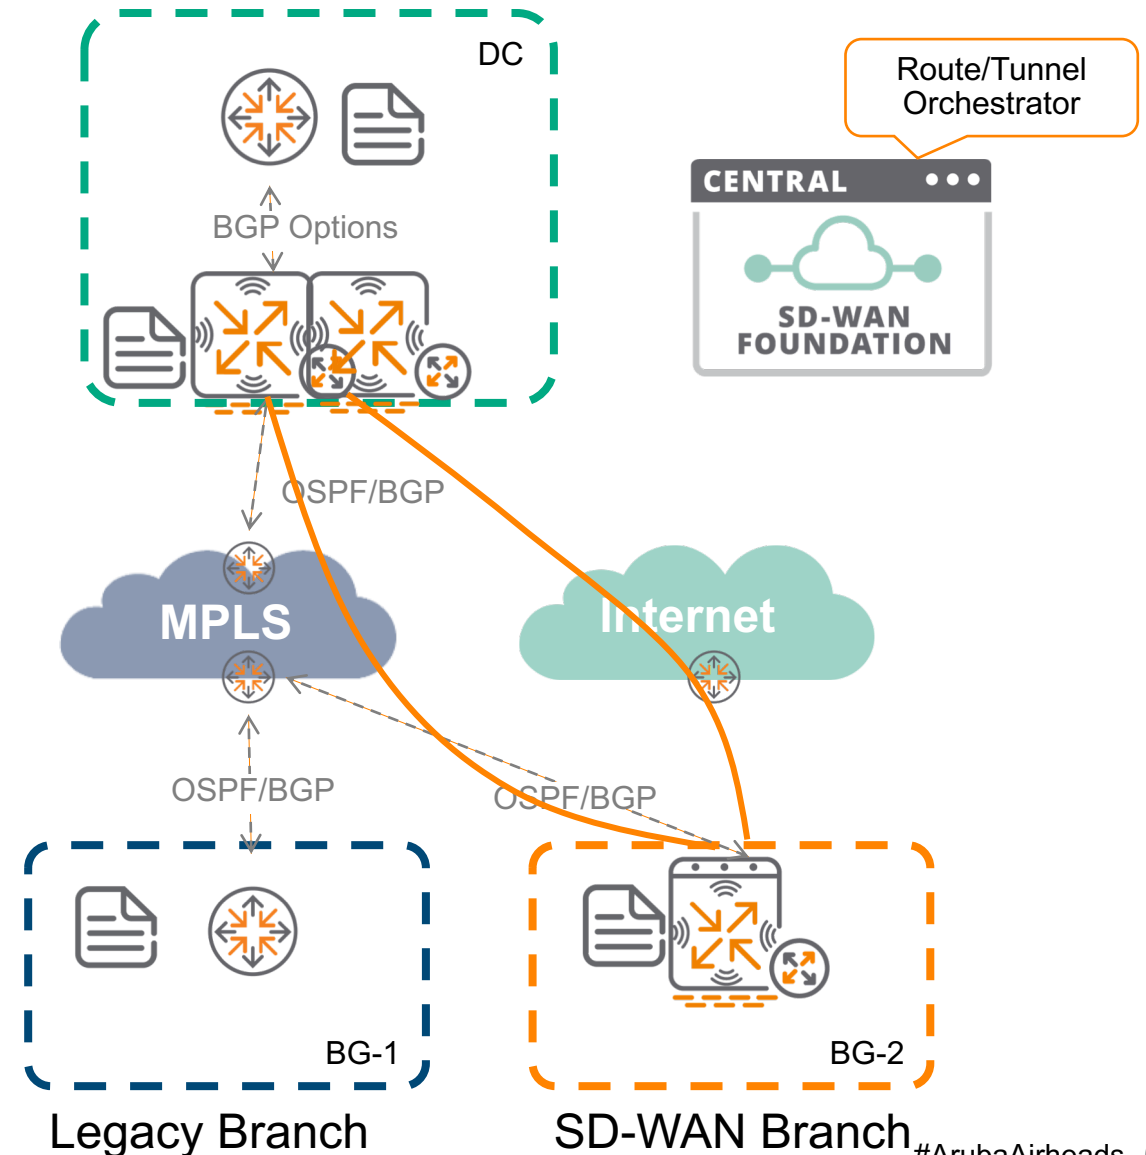 DC
Route/Tunnel
Orchestrator
CENTRAL
SD-WAN
FOUNDATION
BGP Options
OSPF/BGP
MPLS
Internet
OSPF/BGP
OSPF/BGP
BG-1
BG-2
Legacy Branch
SD-WAN Branch
#ArubaAirheads